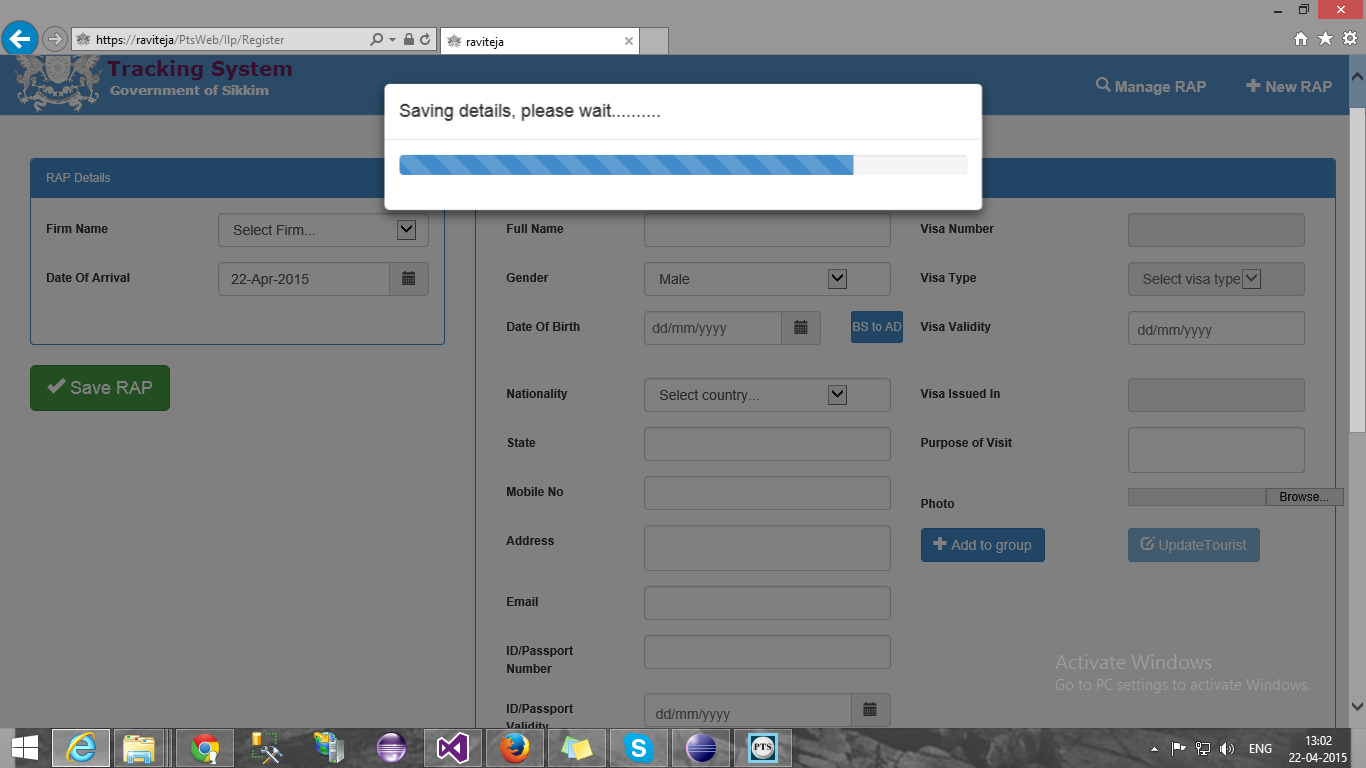 https://raviteja/PtsWeb/Ilp/Register
raviteja
Tracking System
Government of Sikkim
Manage RAP
New RAP
Saving details, please wait..........
RAP Details
Firm Name
Select Firm...
Date Of Arrival
22-Apr-2015
Save RAP
Full Name
Gender
Male
Date Of Birth
dd/mm/yyyy
BS to AD
Nationality
Select country...
State
Mobile No
Address
Email
ID/Passport
Number
ID/Passport
Validity
dd/mm/yyyy
Visa Number
Visa Type
Select visa type
Visa Validity
dd/mm/yyyy
Visa Issued In
Purpose of Visit
Photo
Browse...
Add to group
UpdateTourist
Activate Windows
Go to PC settings to activate Windows.
PTS
ENG
13:02
22-04-2015